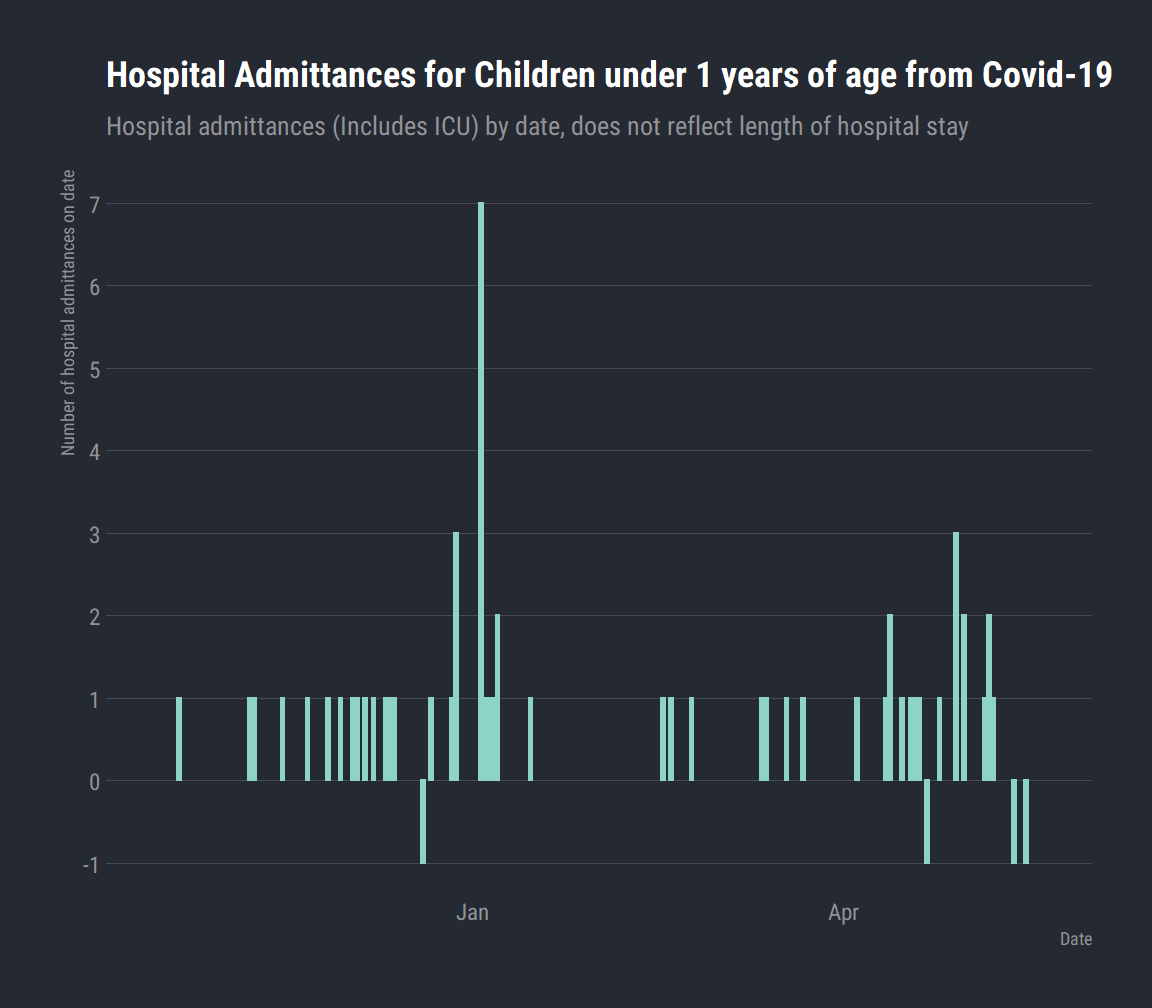 Hospital Admittances for Children under 1 years of age from Covid-19
Hospital admittances (Includes ICU) by date, does not reflect length of hospital stay
Number of hospital admittances on date
7
6
5
4
3
2
1
0
-1
Jan
Apr
Date